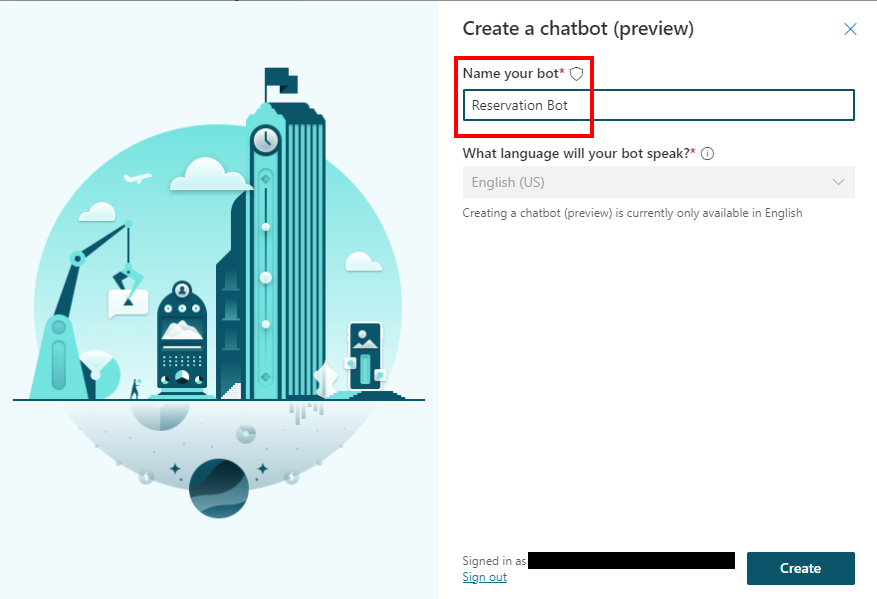 Create a chatbot (preview)
Name your bot*
Reservation Bot
What language will your bot speak?*
English (US)
Creating a chatbot (preview) is currently only available in English
Signed in as
Sign out
Create